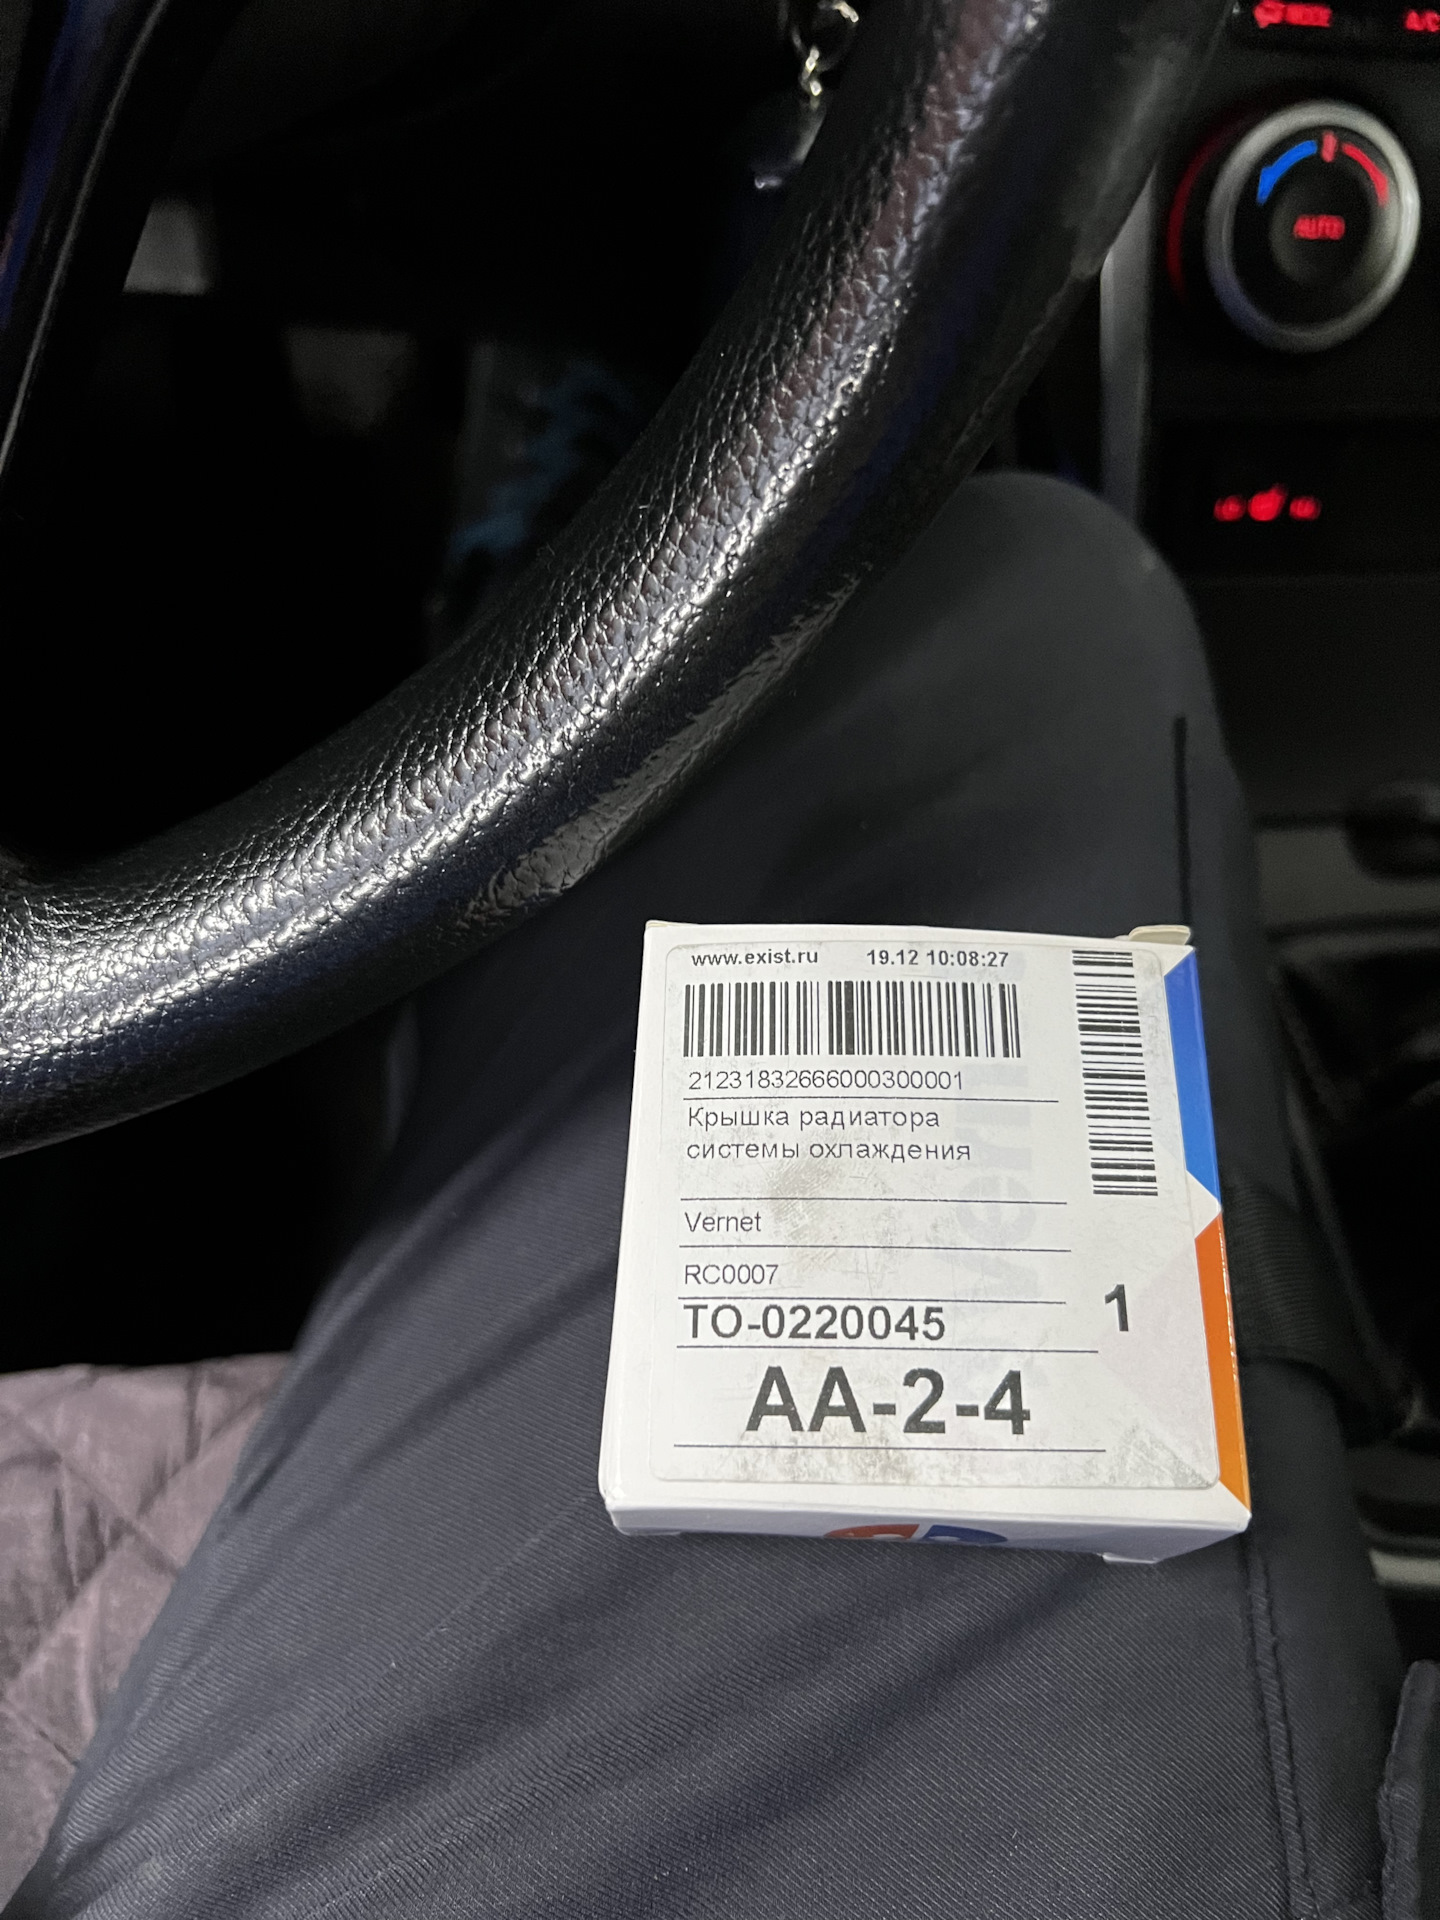 MODE
A/C
AUTO
www.exist.ru 19.12 10:08:27
21231832666000300001
Крышка радиатора
системы охлаждения
Vernet
RC0007
TO-0220045
1
AA-2-4